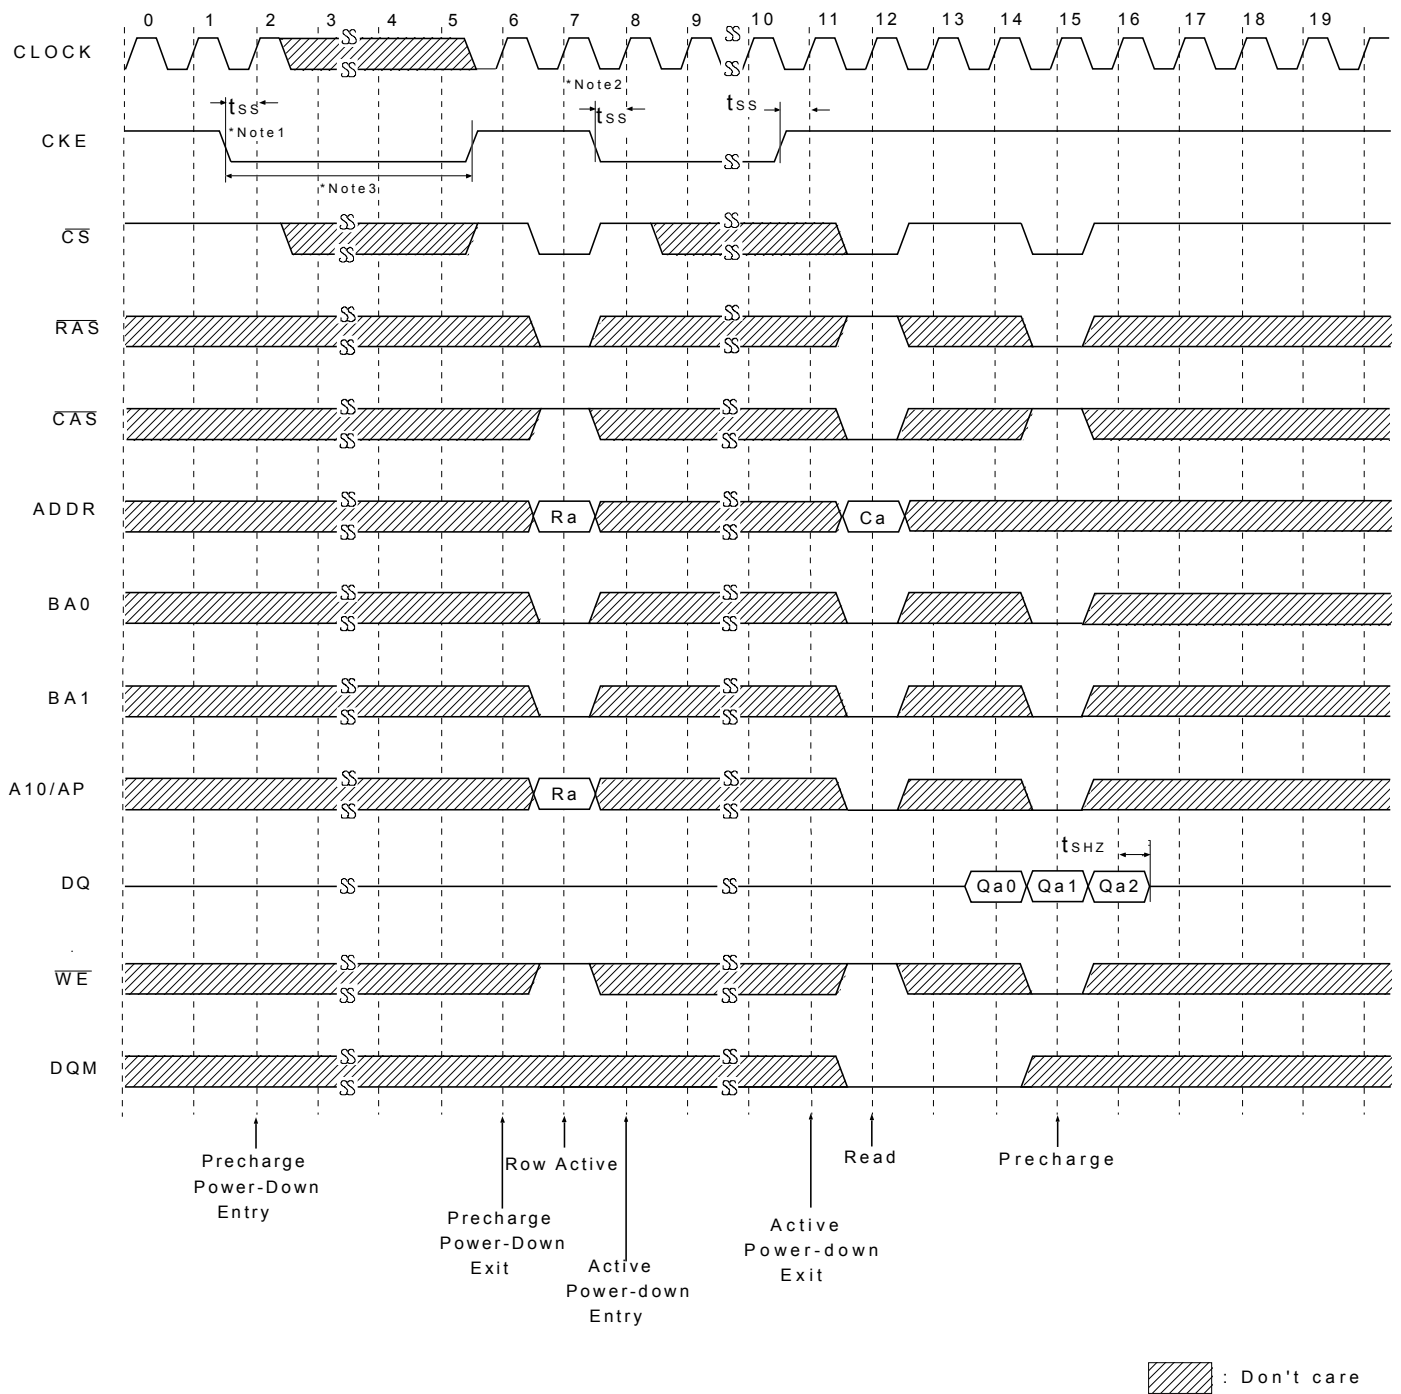 0 1 2 3 4 5 6 7 8 9 10 11 12 13 14 15 16 17 18 19
CLOCK
*Note2
tSS
tSS
tSS
*Note1
CKE
*Note3
CS
RAS
CAS
ADDR
Ra
Ca
BA0
BA1
A10/AP
Ra
tSHZ
DQ
Qa0 Qa1 Qa2
WE
DQM
Precharge
Power-Down
Entry
Row Active
Read
Precharge
Precharge
Power-Down
Exit
Active
Power-down
Exit
Active
Power-down
Entry
: Don't care